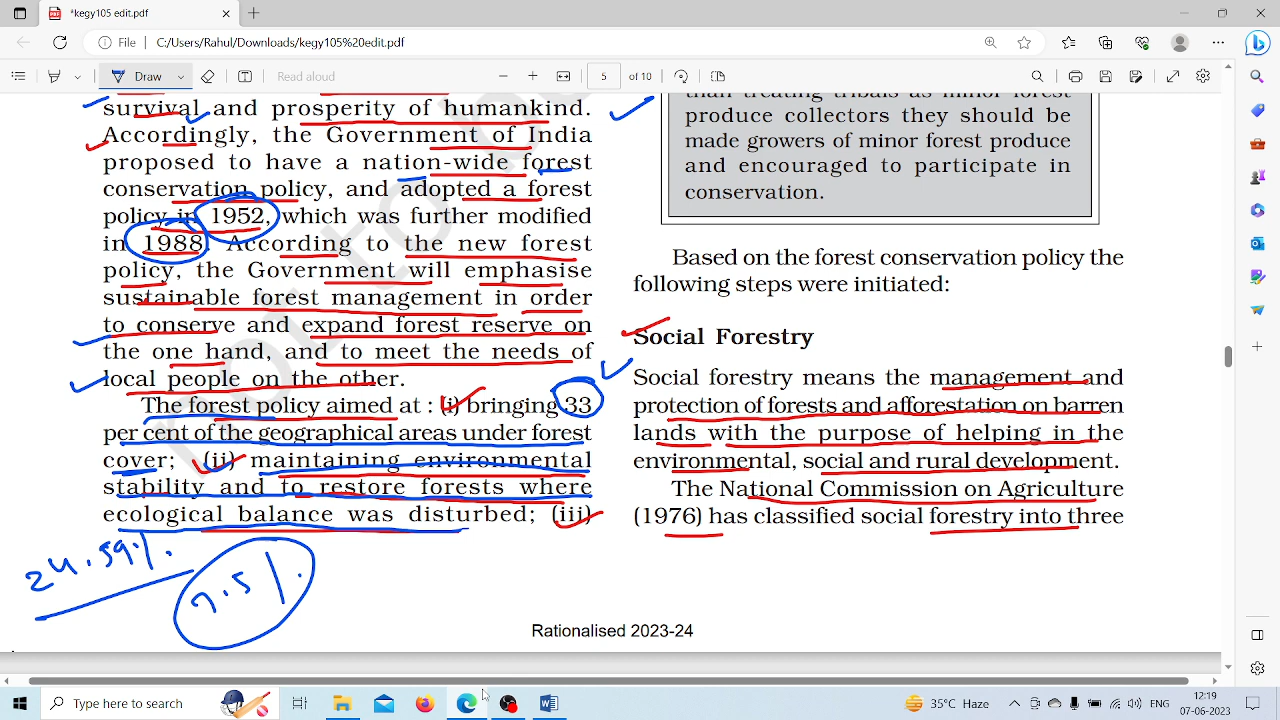 *kegy105 edit.pdf
File C:/Users/Rahul/Downloads/kegy105%20edit.pdf
Draw Read aloud 5 of 10
survival and prosperity of humankind.
Accordingly, the Government of India
proposed to have a nation-wide forest
conservation policy, and adopted a forest
policy in 1952, which was further modified
in 1988. According to the new forest
policy, the Government will emphasise
sustainable forest management in order
to conserve and expand forest reserve on
the one hand, and to meet the needs of
local people on the other.
The forest policy aimed at : (i) bringing 33
per cent of the geographical areas under forest
cover; (ii) maintaining environmental
stability and to restore forests where
ecological balance was disturbed; (iii)
24.59%.
than treating tribals as minor forest
produce collectors they should be
made growers of minor forest produce
and encouraged to participate in
conservation.
Based on the forest conservation policy the
following steps were initiated:
Social Forestry
Social forestry means the management and
protection of forests and afforestation on barren
lands with the purpose of helping in the
environmental, social and rural development.
The National Commission on Agriculture
(1976) has classified social forestry into three
Rationalised 2023-24
Type here to search
35°C Haze
12:19
07-06-2023